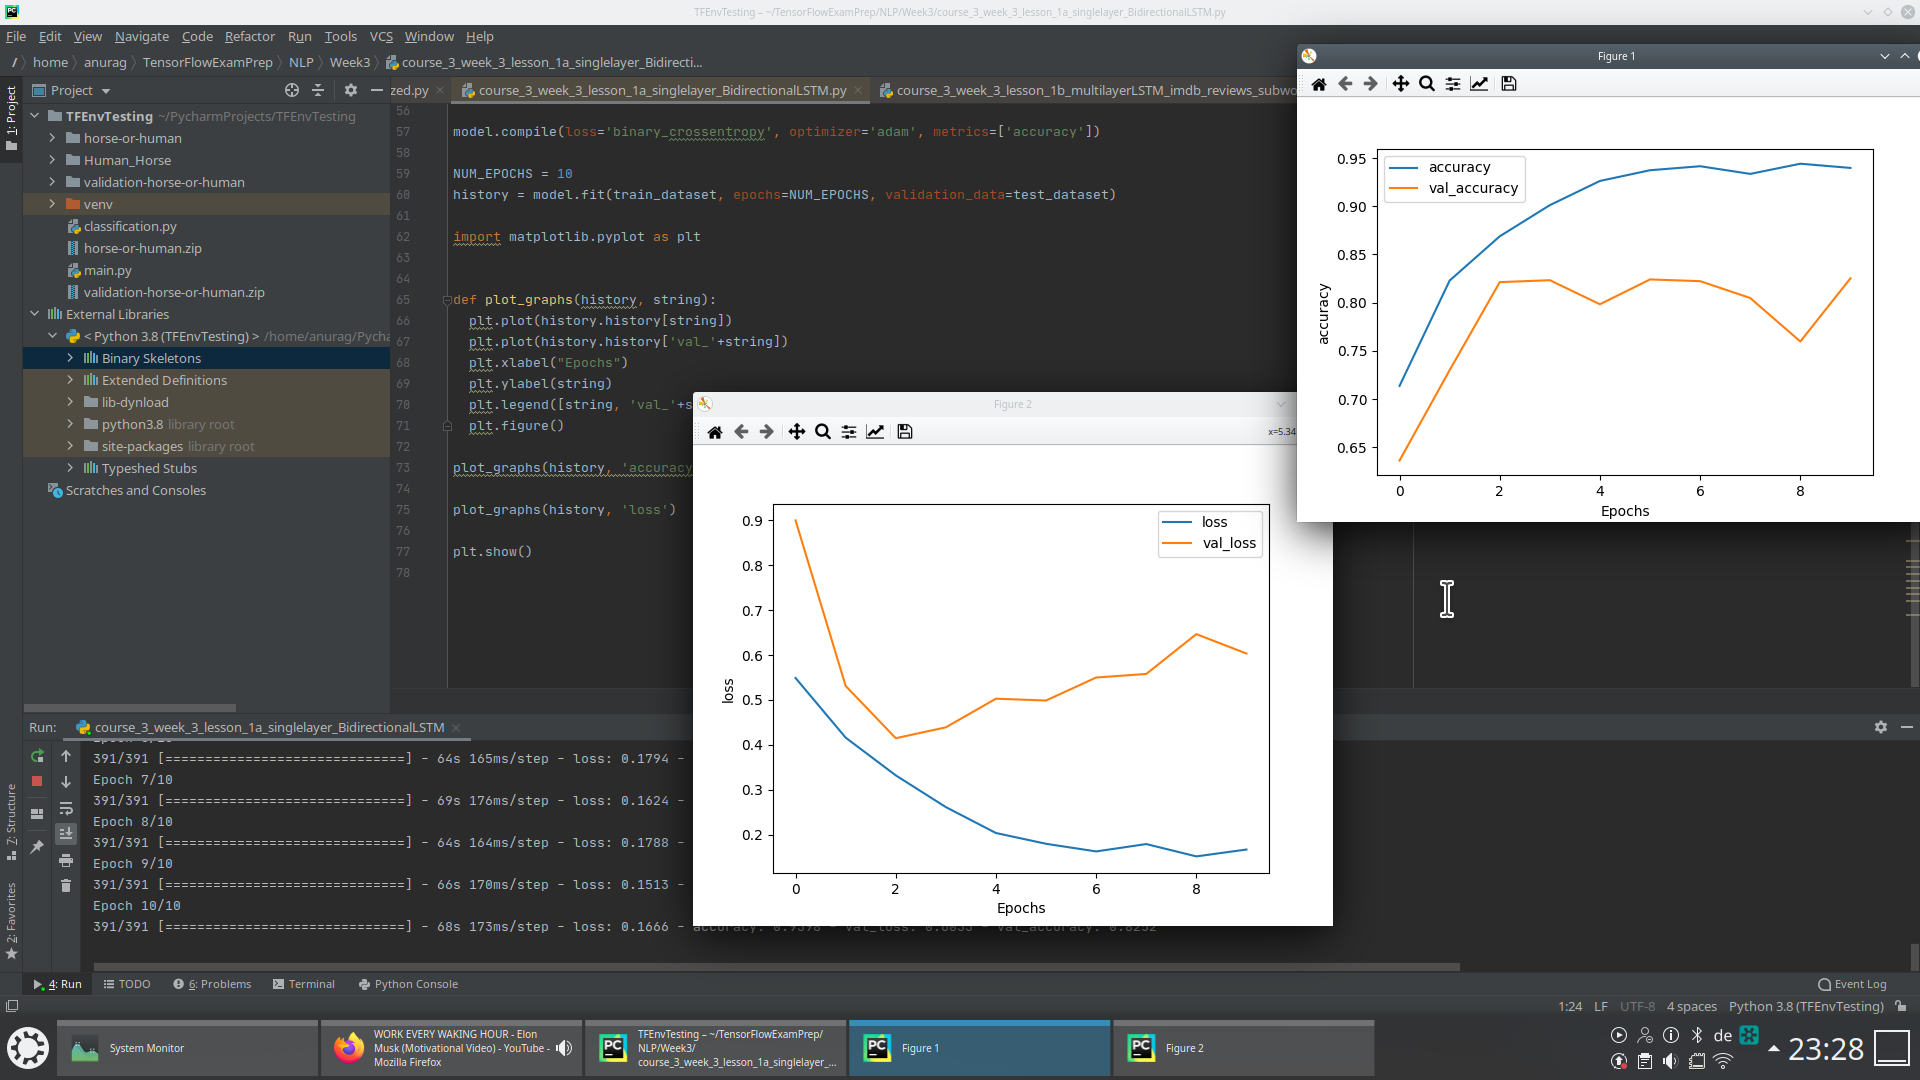 TFEnvTesting – ~/TensorFlowExamPrep/NLP/Week3/course_3_week_3_lesson_1a_singlelayer_BidirectionalLSTM.py
File Edit View Navigate Code Refactor Run Tools VCS Window Help
/ home anurag TensorFlowExamPrep NLP Week3 course_3_week_3_lesson_1a_singlelayer_Bidirecti...
1: Project
Project
zed.py course_3_week_3_lesson_1a_singlelayer_BidirectionalLSTM.py course_3_week_3_lesson_1b_multilayerLSTM_imdb_reviews_subwo
TFEnvTesting ~/PycharmProjects/TFEnvTesting
horse-or-human
Human_Horse
validation-horse-or-human
venv
classification.py
horse-or-human.zip
main.py
validation-horse-or-human.zip
External Libraries
< Python 3.8 (TFEnvTesting) > /home/anurag/Pycha
Binary Skeletons
Extended Definitions
lib-dynload
python3.8 library root
site-packages library root
Typeshed Stubs
Scratches and Consoles
56
57 model.compile(loss='binary_crossentropy', optimizer='adam', metrics=['accuracy'])
58
59 NUM_EPOCHS = 10
60 history = model.fit(train_dataset, epochs=NUM_EPOCHS, validation_data=test_dataset)
61
62 import matplotlib.pyplot as plt
63
64
65 def plot_graphs(history, string):
66 plt.plot(history.history[string])
67 plt.plot(history.history['val_'+string])
68 plt.xlabel("Epochs")
69 plt.ylabel(string)
70 plt.legend([string, 'val_'+s
71 plt.figure()
72
73 plot_graphs(history, 'accuracy
74
75 plot_graphs(history, 'loss')
76
77 plt.show()
78
Figure 1
accuracy
val_accuracy
0.95
0.90
0.85
0.80
0.75
0.70
0.65
accuracy
0 2 4 6 8
Epochs
Figure 2
x=5.34
loss
val_loss
0.9
0.8
0.7
0.6
0.5
0.4
0.3
0.2
loss
0 2 4 6 8
Epochs
Run: course_3_week_3_lesson_1a_singlelayer_BidirectionalLSTM
391/391 [==============================] - 64s 165ms/step - loss: 0.1794 -
Epoch 7/10
391/391 [==============================] - 69s 176ms/step - loss: 0.1624 -
Epoch 8/10
391/391 [==============================] - 64s 164ms/step - loss: 0.1788 -
Epoch 9/10
391/391 [==============================] - 66s 170ms/step - loss: 0.1513 -
Epoch 10/10
391/391 [==============================] - 68s 173ms/step - loss: 0.1666 -
7: Structure
2: Favorites
4: Run TODO 6: Problems Terminal Python Console Event Log
1:24 LF UTF-8 4 spaces Python 3.8 (TFEnvTesting)
System Monitor
WORK EVERY WAKING HOUR - Elon
Musk (Motivational Video) - YouTube -
Mozilla Firefox
TFEnvTesting – ~/TensorFlowExamPrep/
NLP/Week3/
course_3_week_3_lesson_1a_singlelayer_...
Figure 1
Figure 2
de
23:28